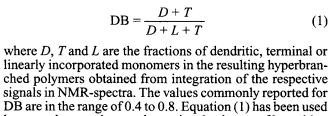 DB = D + T / D + L + T (1)
where D, T and L are the fractions of dendritic, terminal or
linearly incorporated monomers in the resulting hyperbran-
ched polymers obtained from integration of the respective
signals in NMR-spectra. The values commonly reported for
DB are in the range of 0.4 to 0.8. Equation (1) has been used